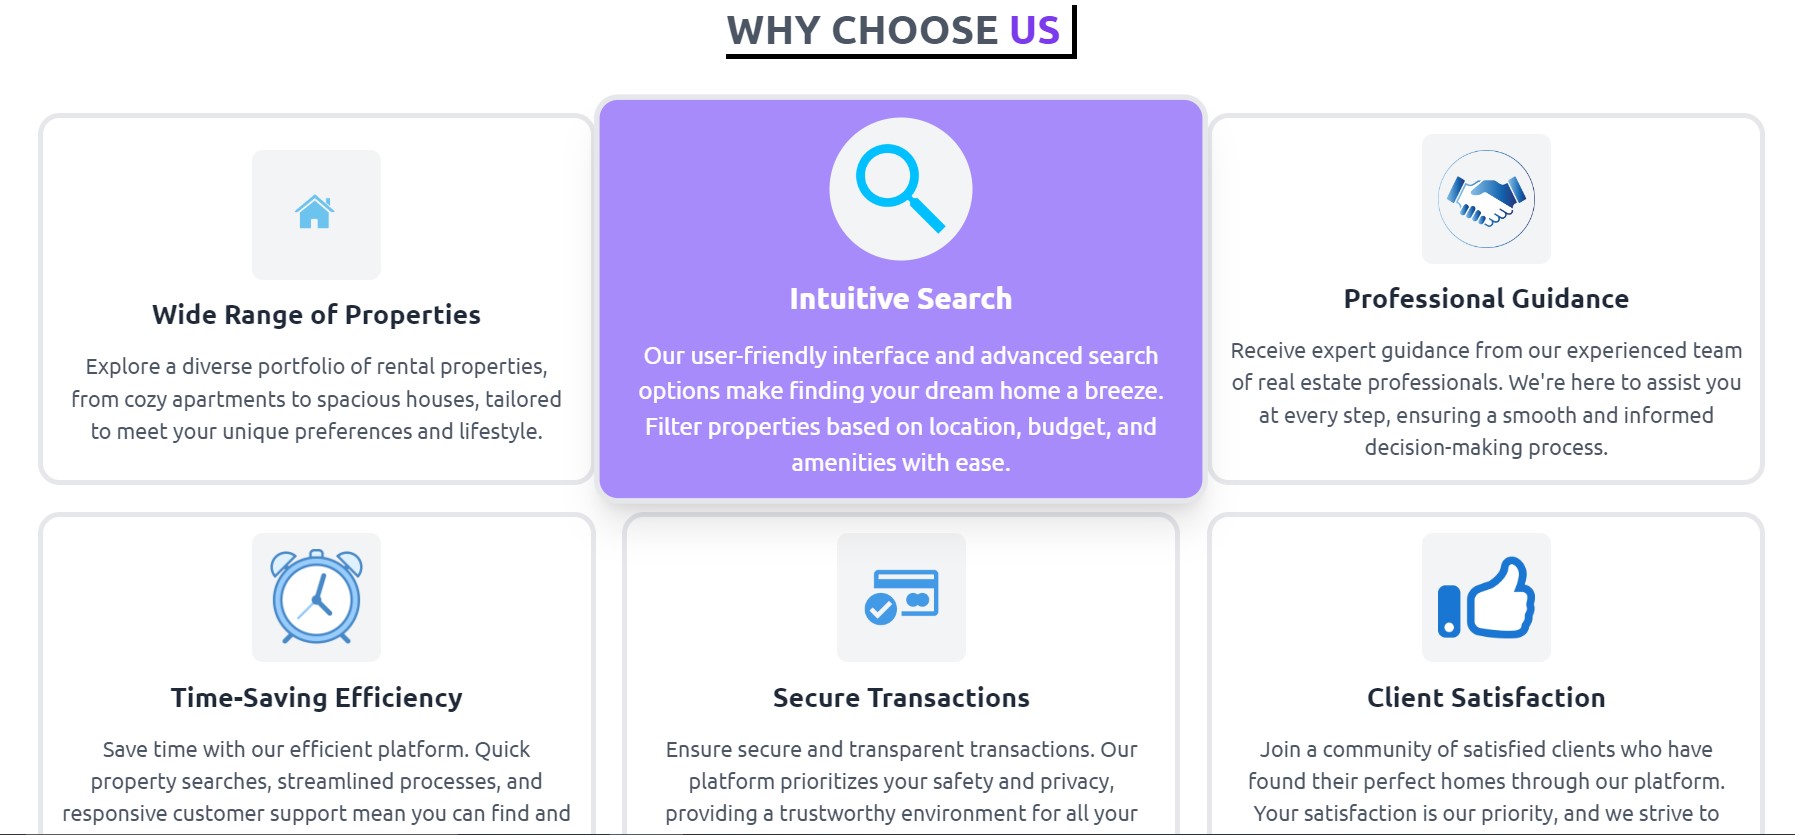 WHY CHOOSE US
Wide Range of Properties
Explore a diverse portfolio of rental properties,
from cozy apartments to spacious houses, tailored
to meet your unique preferences and lifestyle.
Intuitive Search
Our user-friendly interface and advanced search
options make finding your dream home a breeze.
Filter properties based on location, budget, and
amenities with ease.
Professional Guidance
Receive expert guidance from our experienced team
of real estate professionals. We're here to assist you
at every step, ensuring a smooth and informed
decision-making process.
Time-Saving Efficiency
Save time with our efficient platform. Quick
property searches, streamlined processes, and
responsive customer support mean you can find and
Secure Transactions
Ensure secure and transparent transactions. Our
platform prioritizes your safety and privacy,
providing a trustworthy environment for all your
Client Satisfaction
Join a community of satisfied clients who have
found their perfect homes through our platform.
Your satisfaction is our priority, and we strive to